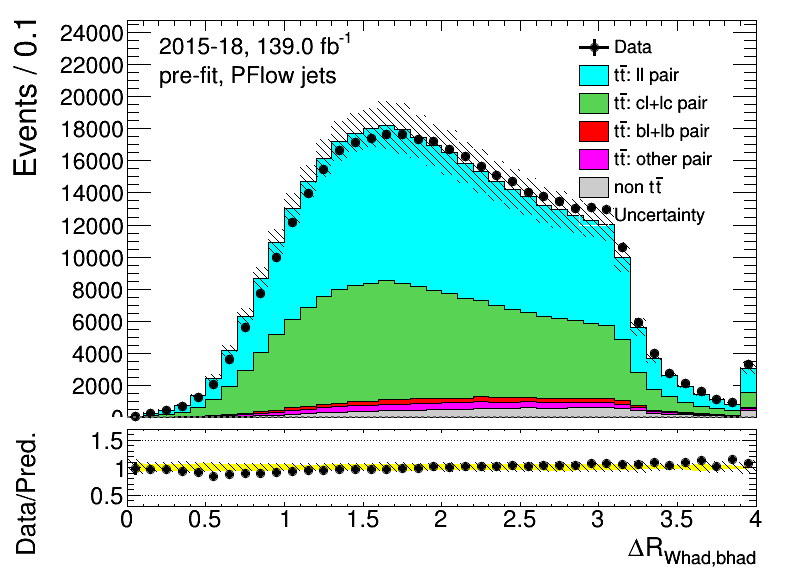 24000
22000
20000
18000
16000
14000
12000
10000
8000
6000
4000
2000
0
Events / 0.1
2015-18, 139.0 fb⁻¹
pre-fit, PFlow jets
Data
tt̄: ll pair
tt̄: cl+lc pair
tt̄: bl+lb pair
tt̄: other pair
non tt̄
Uncertainty
Data/Pred.
1.5
1
0.5
0 0.5 1 1.5 2 2.5 3 3.5 4
ΔR_Whad,bhad